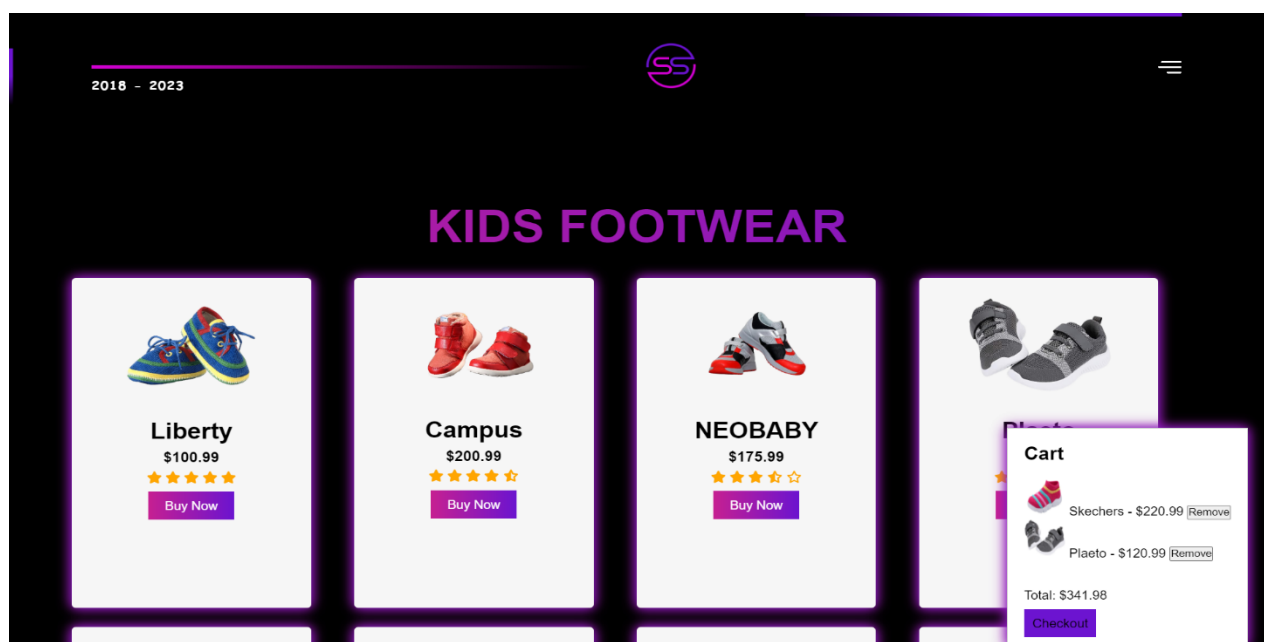 SS
2018 - 2023
KIDS FOOTWEAR
Liberty
$100.99
Buy Now
Campus
$200.99
Buy Now
NEOBABY
$175.99
Buy Now
Plaeto
Cart
Skechers - $220.99 Remove
Plaeto - $120.99 Remove
Total: $341.98
Checkout